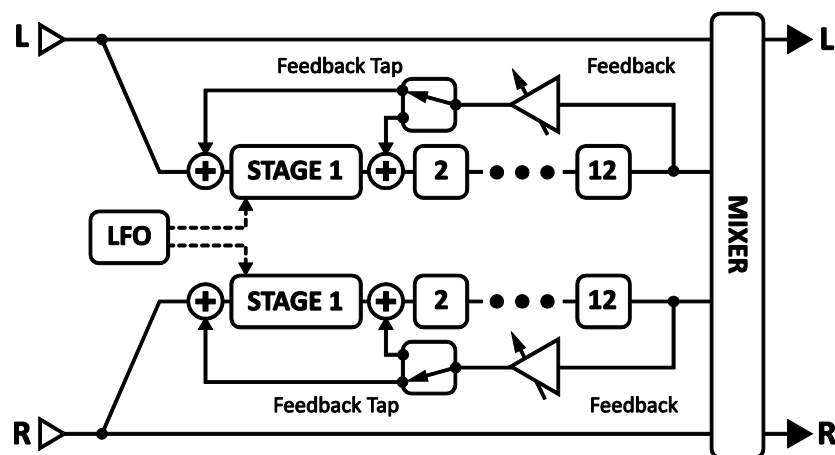 L
L
Feedback Tap
Feedback
+ STAGE 1 + 2 12
LFO
MIXER
+ STAGE 1 + 2 12
Feedback Tap
Feedback
R
R